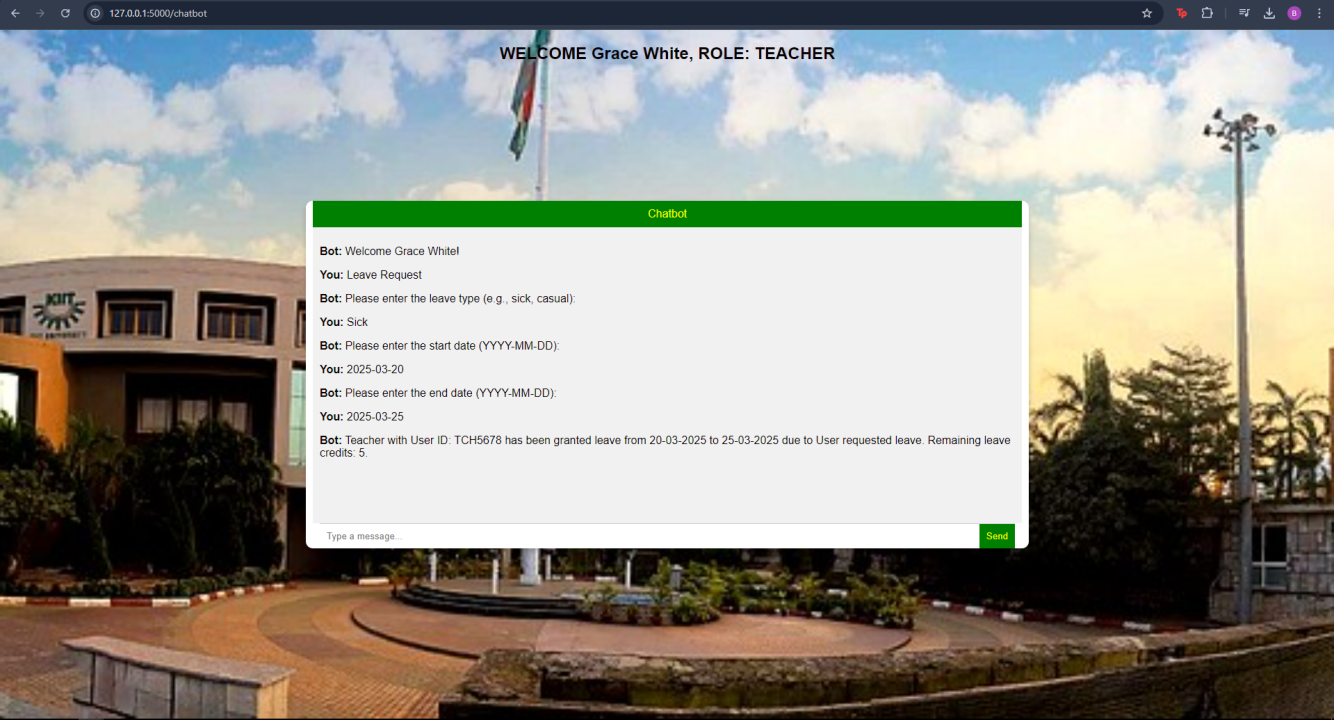 127.0.0.1:5000/chatbot
B
WELCOME Grace White, ROLE: TEACHER
KIIT
Chatbot
Bot: Welcome Grace White!
You: Leave Request
Bot: Please enter the leave type (e.g., sick, casual):
You: Sick
Bot: Please enter the start date (YYYY-MM-DD):
You: 2025-03-20
Bot: Please enter the end date (YYYY-MM-DD):
You: 2025-03-25
Bot: Teacher with User ID: TCH5678 has been granted leave from 20-03-2025 to 25-03-2025 due to User requested leave. Remaining leave
credits: 5.
Type a message...
Send